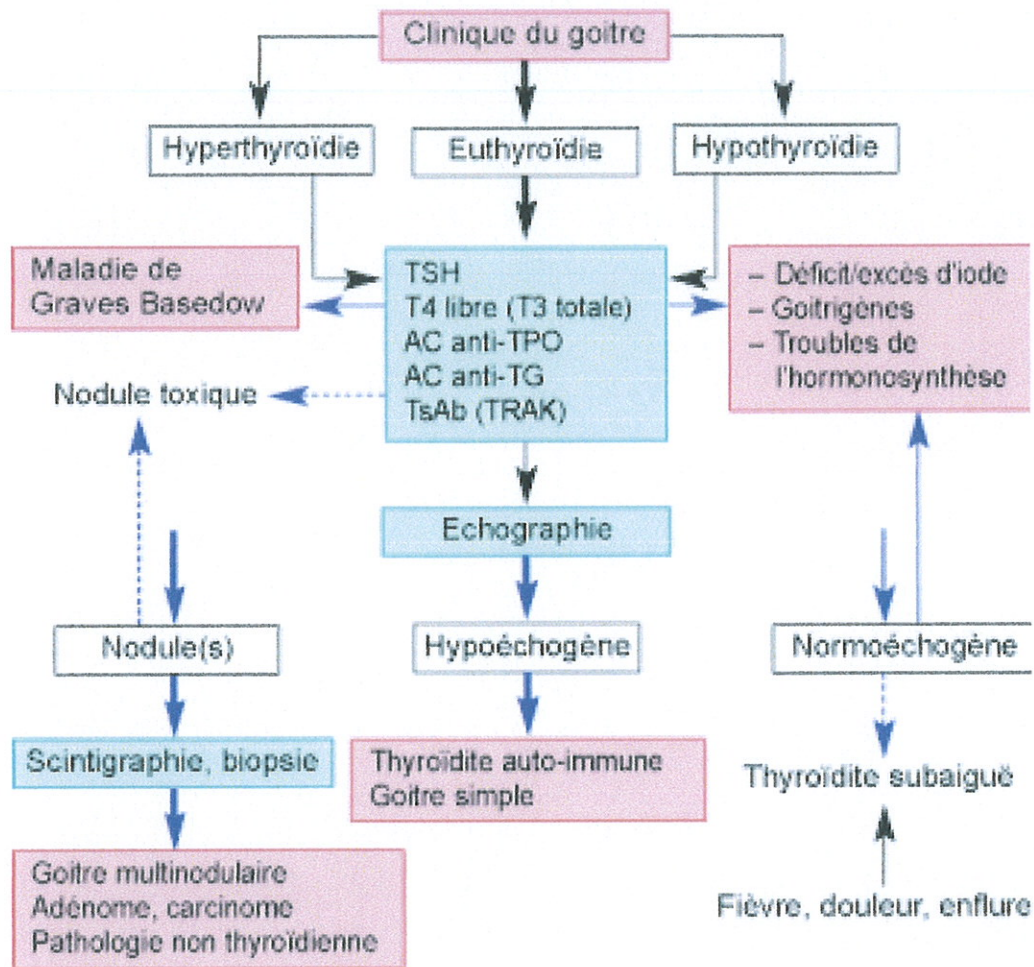 Clinique du goitre
Hyperthyroïdie
Euthyroïdie
Hypothyroïdie
Maladie de
Graves Basedow
TSH
T4 libre (T3 totale)
AC anti-TPO
AC anti-TG
TsAb (TRAK)
– Déficit/excès d'iode
– Goitrigènes
– Troubles de
l'hormonosynthèse
Nodule toxique
Echographie
Nodule(s)
Hypoéchogène
Normoéchogène
Scintigraphie, biopsie
Thyroïdite auto-immune
Goitre simple
Thyroïdite subaiguë
Goitre multinodulaire
Adénome, carcinome
Pathologie non thyroïdienne
Fièvre, douleur, enflure